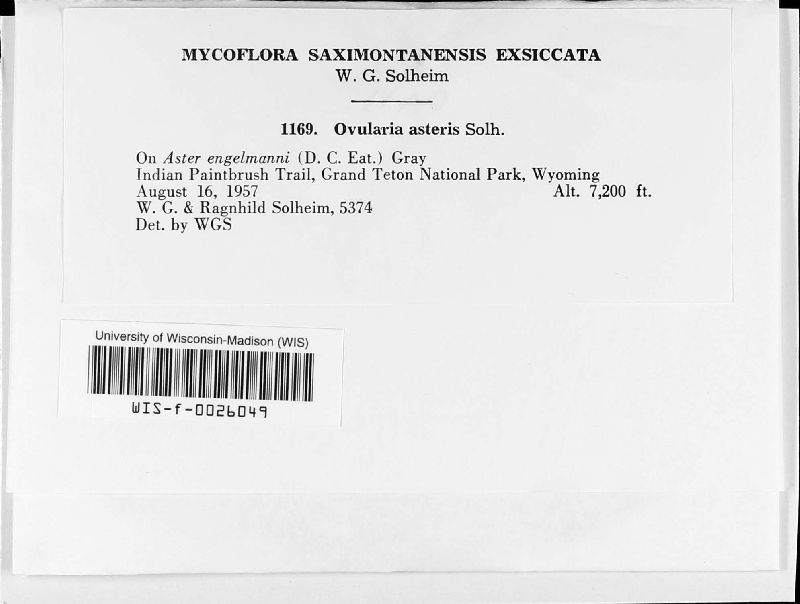 MYCOFLORA SAXIMONTANENSIS EXSICCATA
W. G. Solheim
1169. Ovularia asteris Solh.
On Aster engelmanni (D. C. Eat.) Gray
Indian Paintbrush Trail, Grand Teton National Park, Wyoming
August 16, 1957 Alt. 7,200 ft.
W. G. & Ragnhild Solheim, 5374
Det. by WGS
University of Wisconsin-Madison (WIS)
WIS-f-0026049